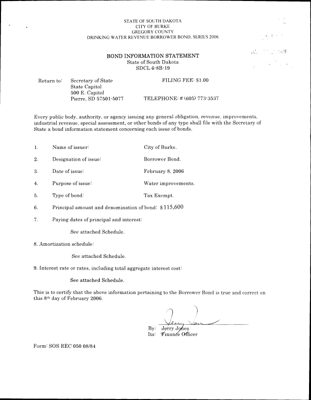 STATE OF SOUTH DAKOTA
CITY OF BURKE
GREGORY COUNTY
DRINKING WATER REVENUE BORROWER BOND, SERIES 2006
BOND INFORMATION STATEMENT
State of South Dakota
SDCL 6-8B-19
Return to: Secretary of State FILING FEE: $1.00
State Capitol
500 E. Capitol
Pierre, SD 57501-5077 TELEPHONE: # (605) 773-3537
Every public body, authority, or agency issuing any general obligation, revenue, improvements,
industrial revenue, special assessment, or other bonds of any type shall file with the Secretary of
State a bond information statement concerning each issue of bonds.
1. Name of issuer: City of Burke.
2. Designation of issue: Borrower Bond.
3. Date of issue: February 8, 2006
4. Purpose of issue: Water improvements.
5. Type of bond: Tax Exempt.
6. Principal amount and denomination of bond: $115,600
7. Paying dates of principal and interest:
See attached Schedule.
8. Amortization schedule:
See attached Schedule.
9. Interest rate or rates, including total aggregate interest cost:
See attached Schedule.
This is to certify that the above information pertaining to the Borrower Bond is true and correct on
this 8th day of February 2006.
By: Jerry Jones
Its: Finance Officer
Form: SOS REC 050 08/84